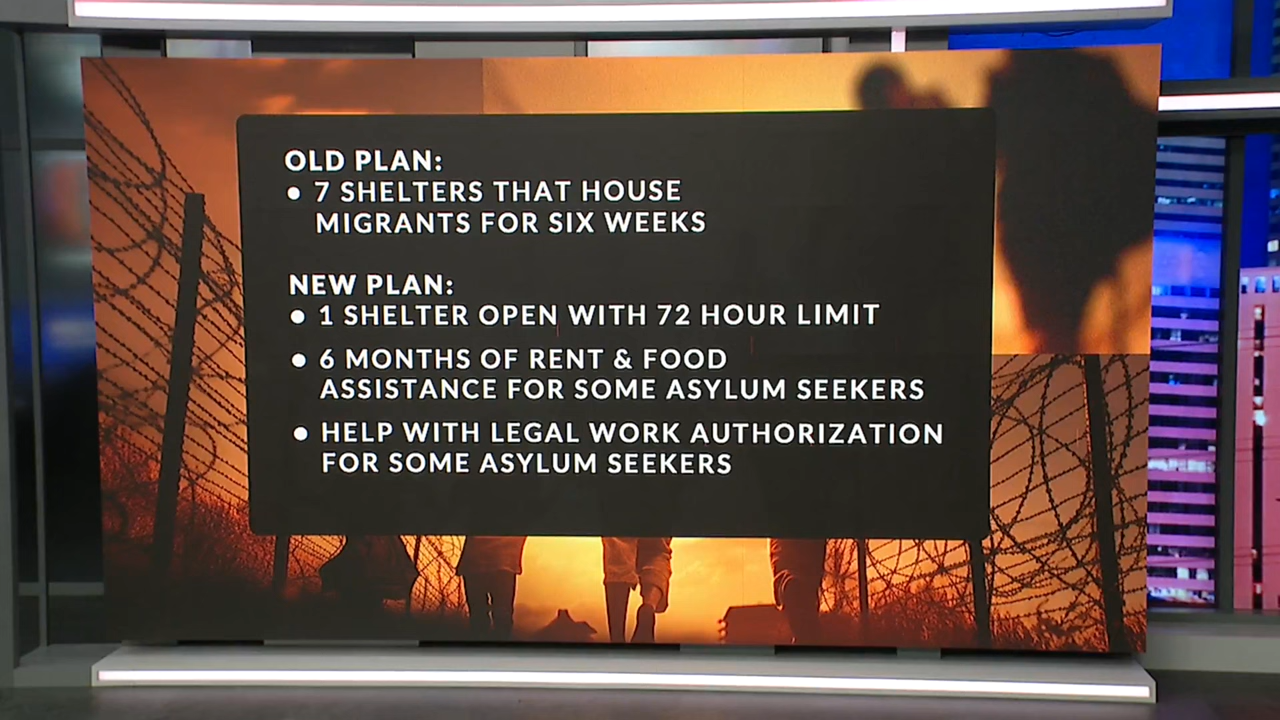 OLD PLAN:
• 7 SHELTERS THAT HOUSE
MIGRANTS FOR SIX WEEKS
NEW PLAN:
• 1 SHELTER OPEN WITH 72 HOUR LIMIT
• 6 MONTHS OF RENT & FOOD
ASSISTANCE FOR SOME ASYLUM SEEKERS
• HELP WITH LEGAL WORK AUTHORIZATION
FOR SOME ASYLUM SEEKERS